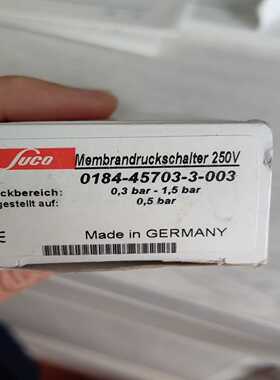 Suco
Membrandruckschalter 250V
0184-45703-3-003
ckbereich: 0,3 bar - 1,5 bar
gestellt auf: 0,5 bar
CE
Made in GERMANY